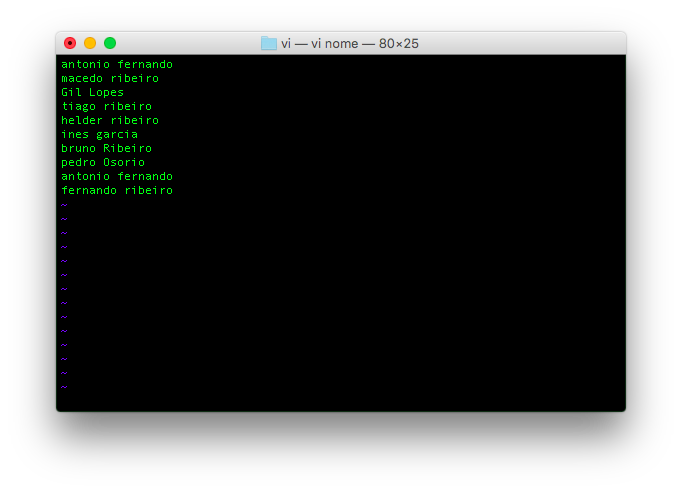 vi — vi nome — 80×25
antonio fernando
macedo ribeiro
Gil Lopes
tiago ribeiro
helder ribeiro
ines garcia
bruno Ribeiro
pedro Osorio
antonio fernando
fernando ribeiro
~
~
~
~
~
~
~
~
~
~
~
~
~
~